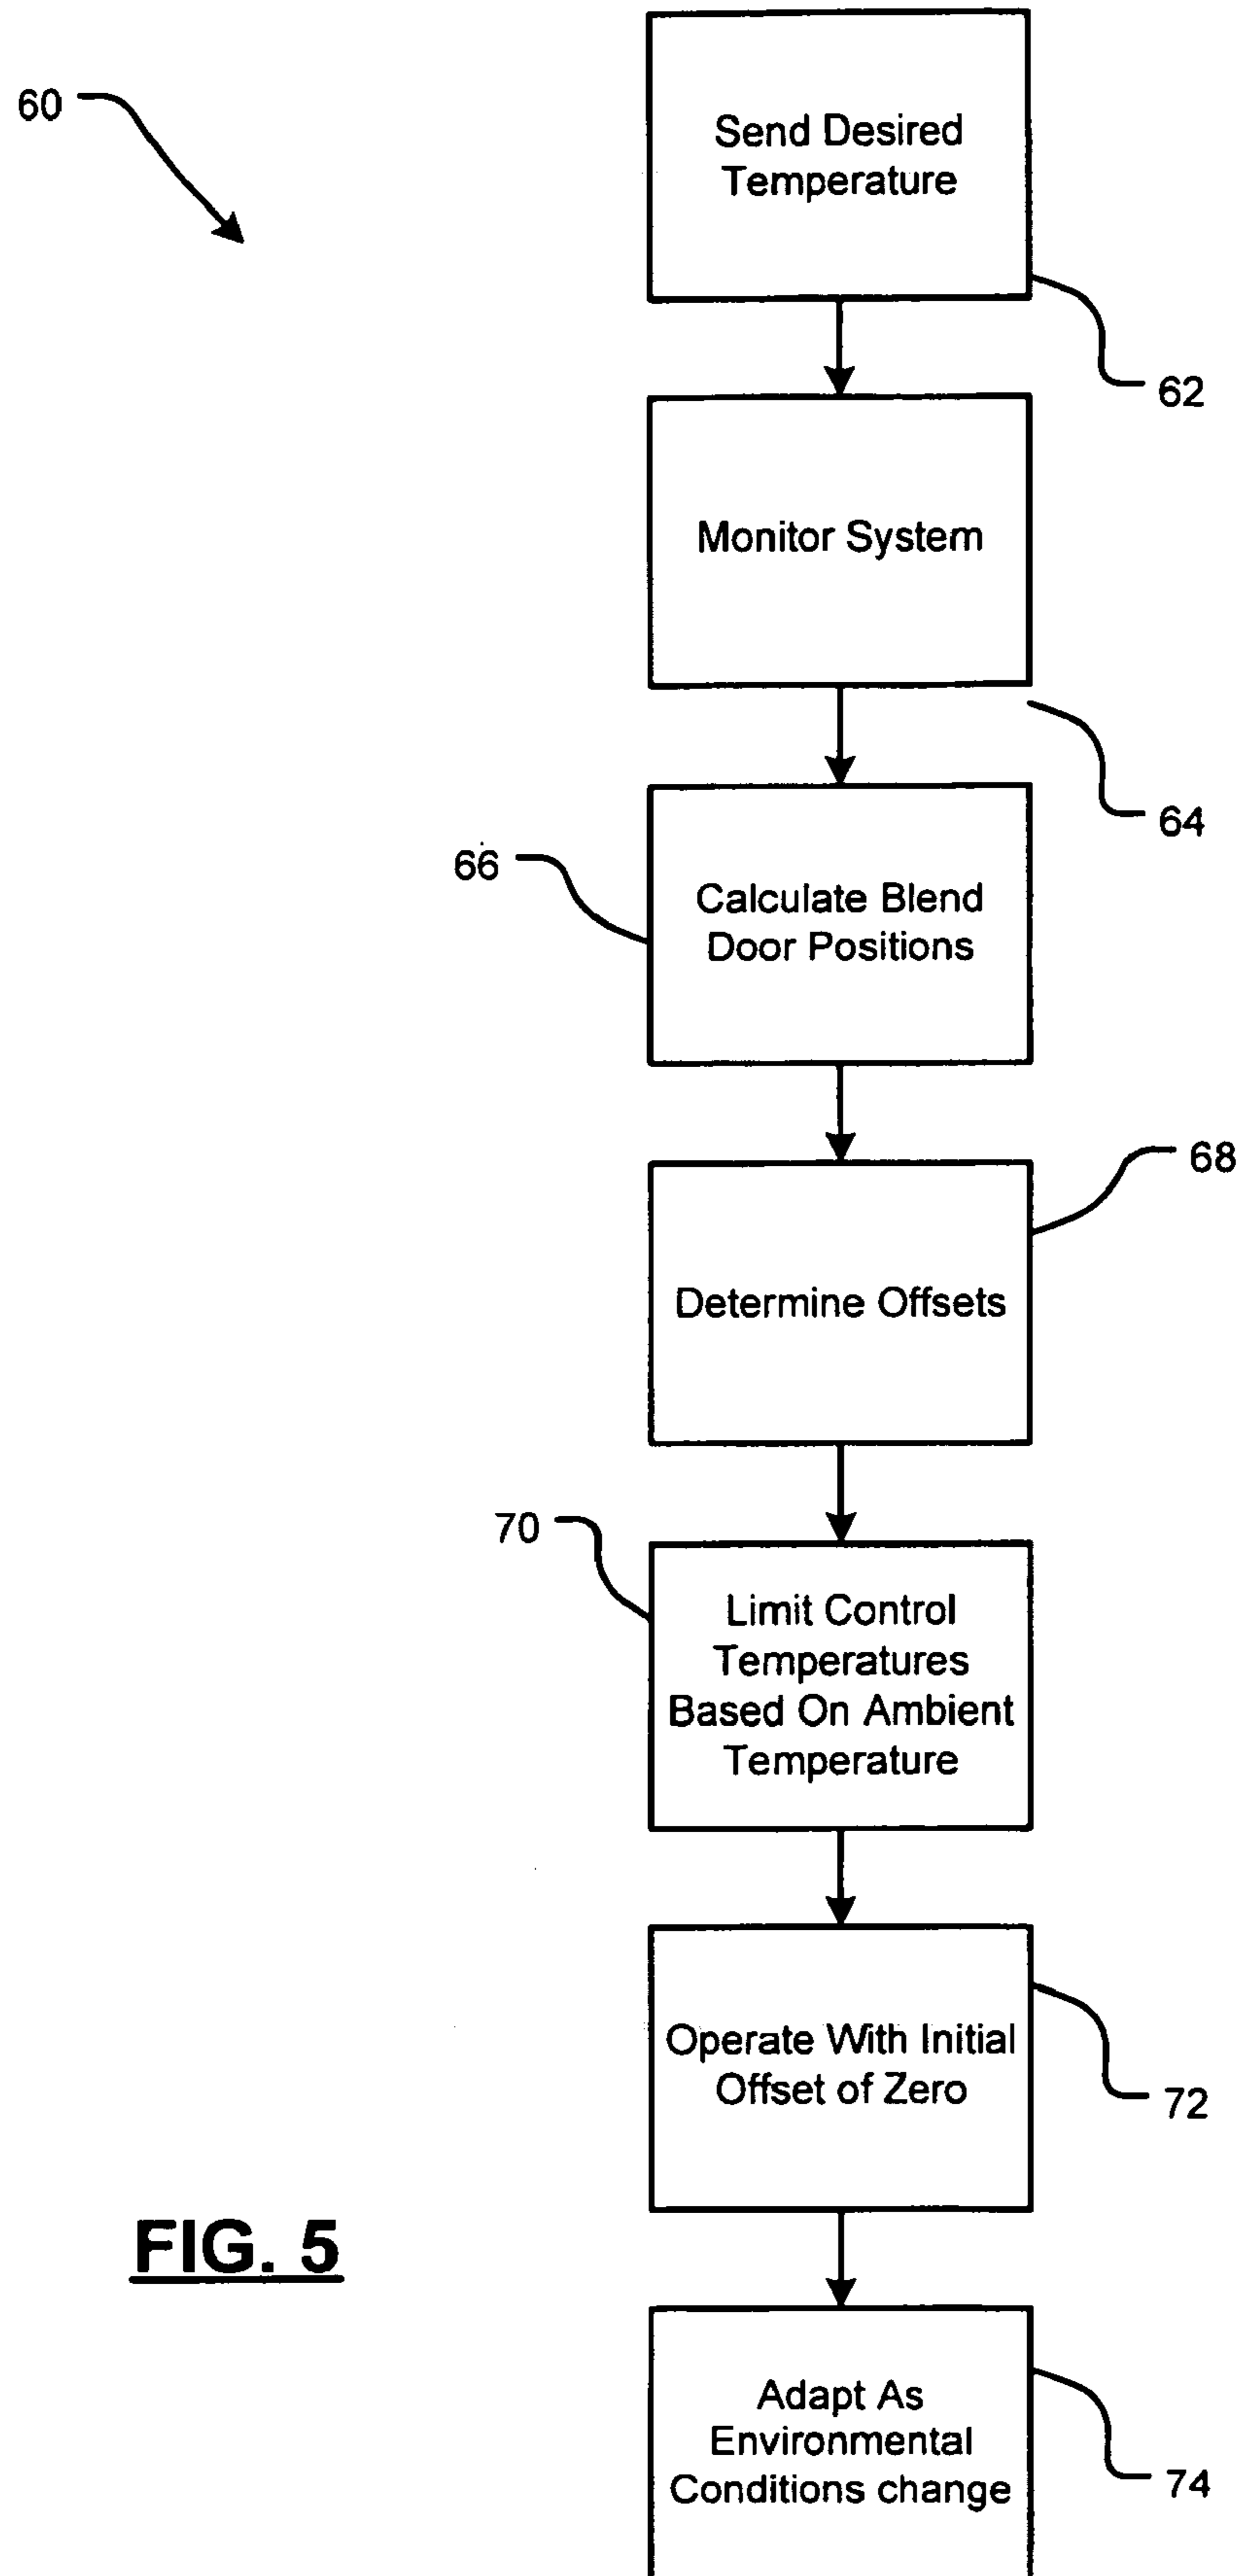 60
Send Desired
Temperature
62
Monitor System
64
66
Calculate Blend
Door Positions
68
Determine Offsets
70
Limit Control
Temperatures
Based On Ambient
Temperature
Operate With Initial
Offset of Zero
72
FIG. 5
Adapt As
Environmental
Conditions change
74